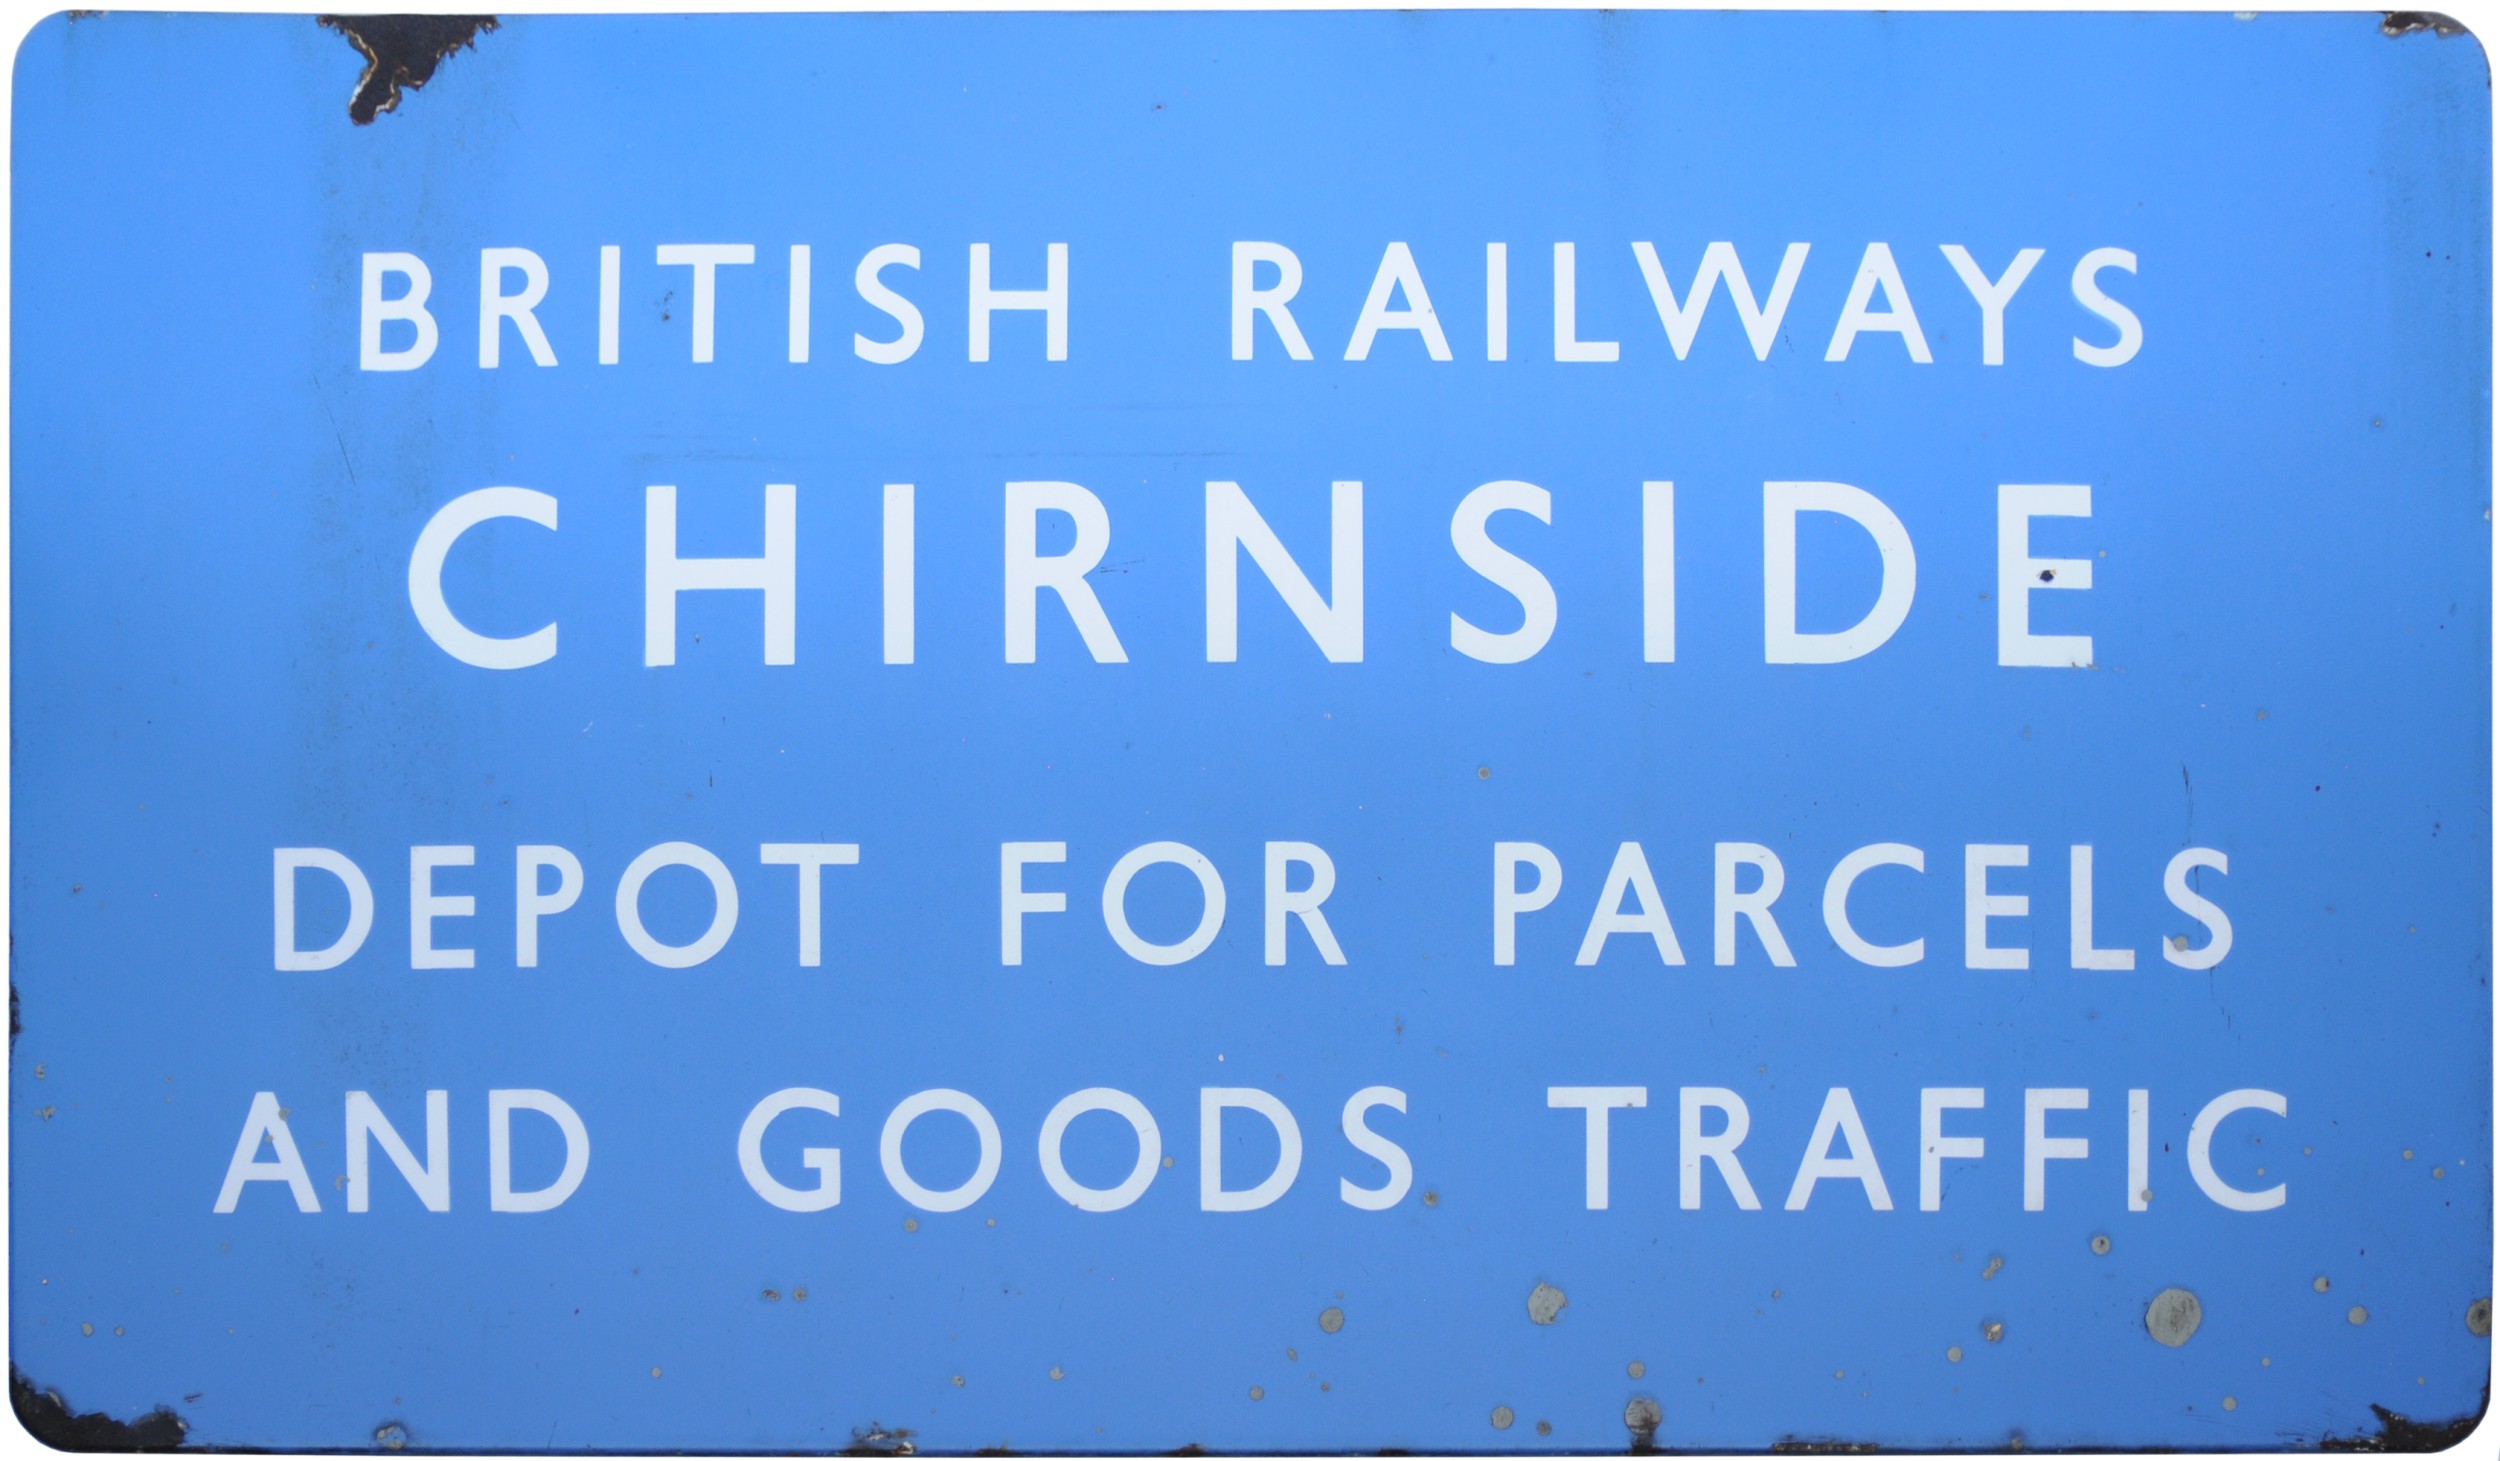 BRITISH RAILWAYS
CHIRNSIDE
DEPOT FOR PARCELS
AND GOODS TRAFFIC